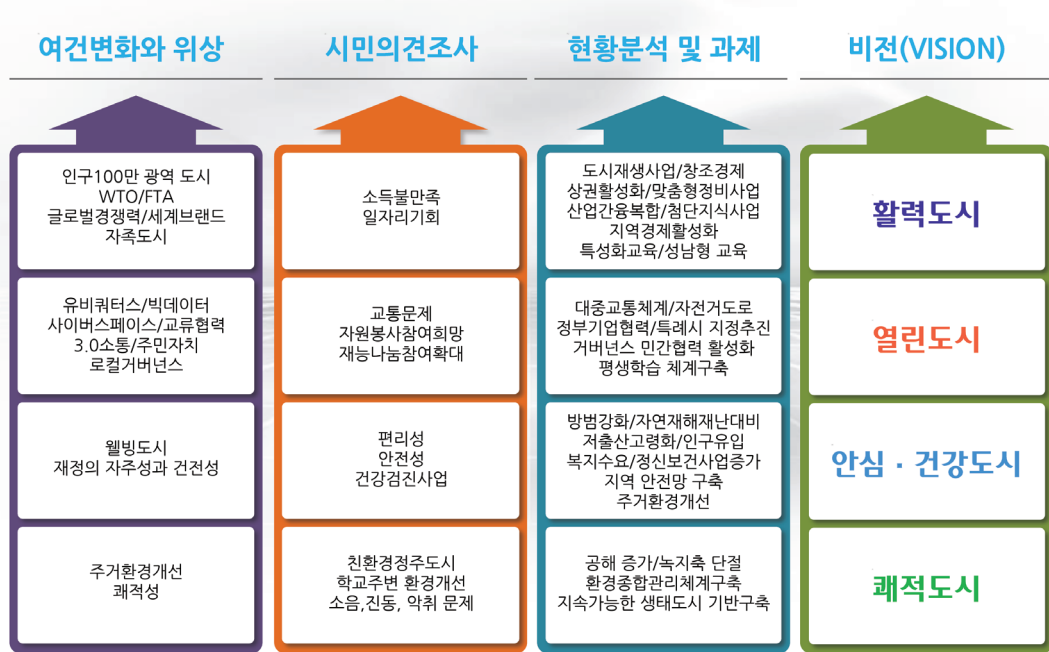 여건변화와 위상
인구100만 광역 도시
WTO/FTA
글로벌경쟁력/세계브랜드
자족도시
유비쿼터스/빅데이터
사이버스페이스/교류협력
3.0소통/주민자치
로컬거버넌스
웰빙도시
재정의 자주성과 건전성
주거환경개선
쾌적성
시민의견조사
소득불만족
일자리기회
교통문제
자원봉사참여희망
재능나눔참여확대
편리성
안전성
건강검진사업
친환경정주도시
학교주변 환경개선
소음,진동, 악취 문제
현황분석 및 과제
도시재생사업/창조경제
상권활성화/맞춤형정비사업
산업간융복합/첨단지식사업
지역경제활성화
특성화교육/성남형 교육
대중교통체계/자전거도로
정부기업협력/특례시 지정추진
거버넌스 민간협력 활성화
평생학습 체계구축
방범강화/자연재해재난대비
저출산고령화/인구유입
복지수요/정신보건사업증가
지역 안전망 구축
주거환경개선
공해 증가/녹지축 단절
환경종합관리체계구축
지속가능한 생태도시 기반구축
비전(VISION)
활력도시
열린도시
안심 · 건강도시
쾌적도시